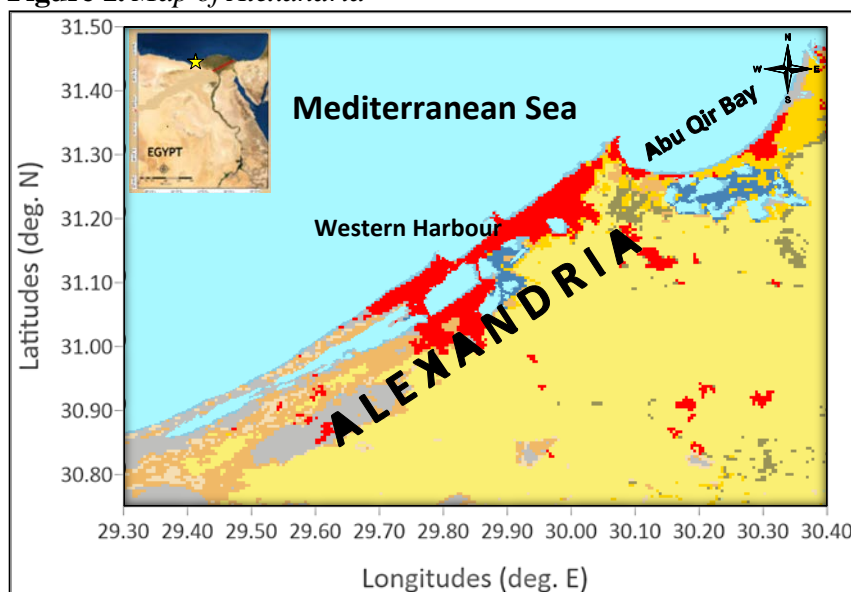 Figure 1. Map of Alexandria
31.50
31.40
31.30
31.20
31.10
31.00
30.90
30.80
Latitudes (deg. N)
EGYPT
Mediterranean Sea
Abu Qir Bay
N
W E
S
Western Harbour
ALEXANDRIA
29.30 29.40 29.50 29.60 29.70 29.80 29.90 30.00 30.10 30.20 30.30 30.40
Longitudes (deg. E)